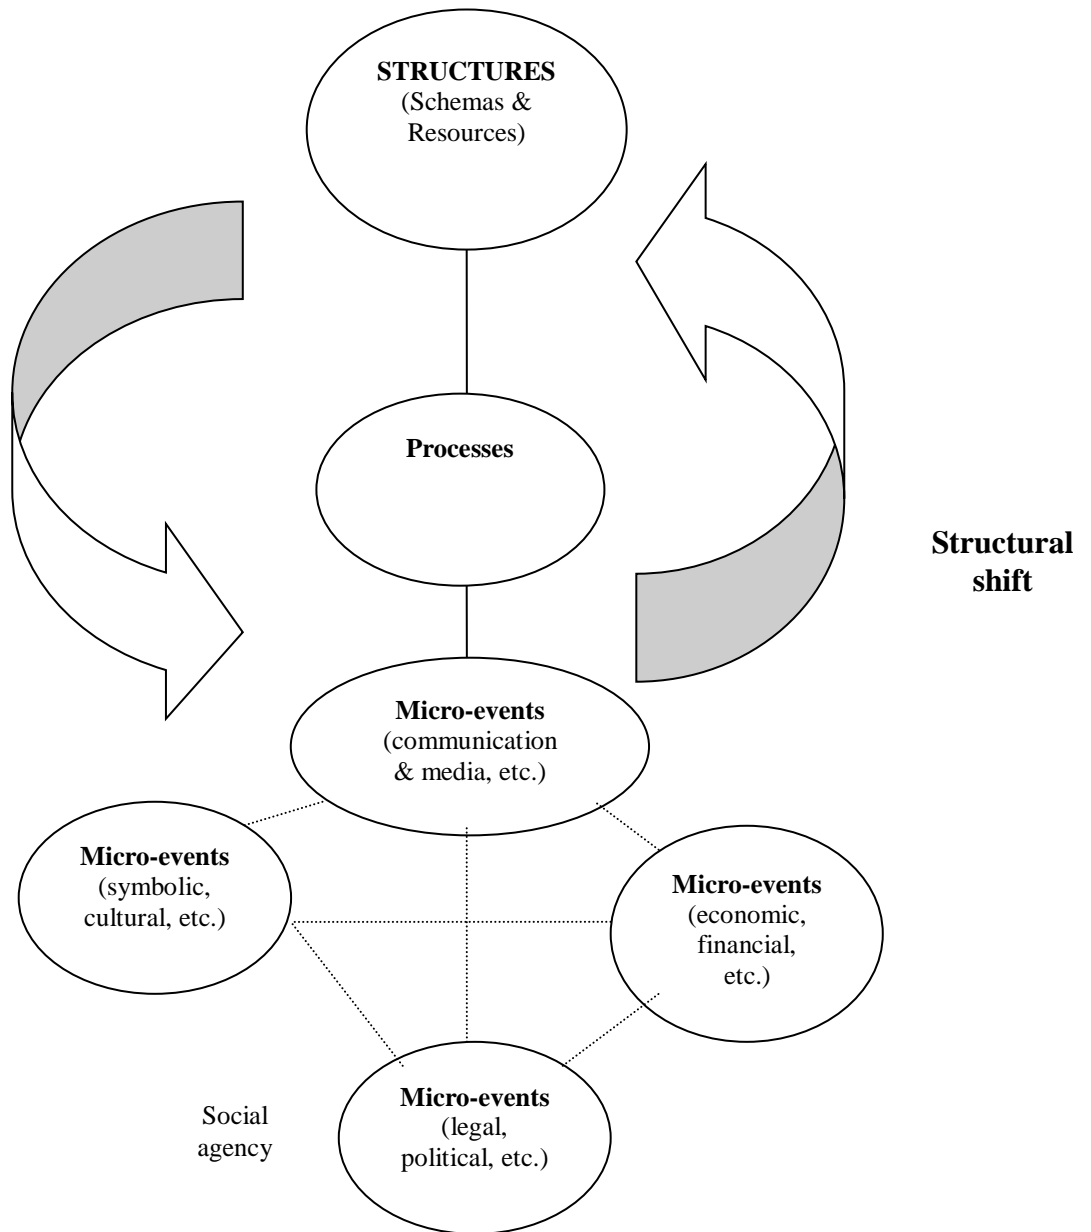 STRUCTURES
(Schemas &
Resources)
Processes
Structural
shift
Micro-events
(communication
& media, etc.)
Micro-events
(symbolic,
cultural, etc.)
Micro-events
(economic,
financial,
etc.)
Micro-events
(legal,
political, etc.)
Social
agency